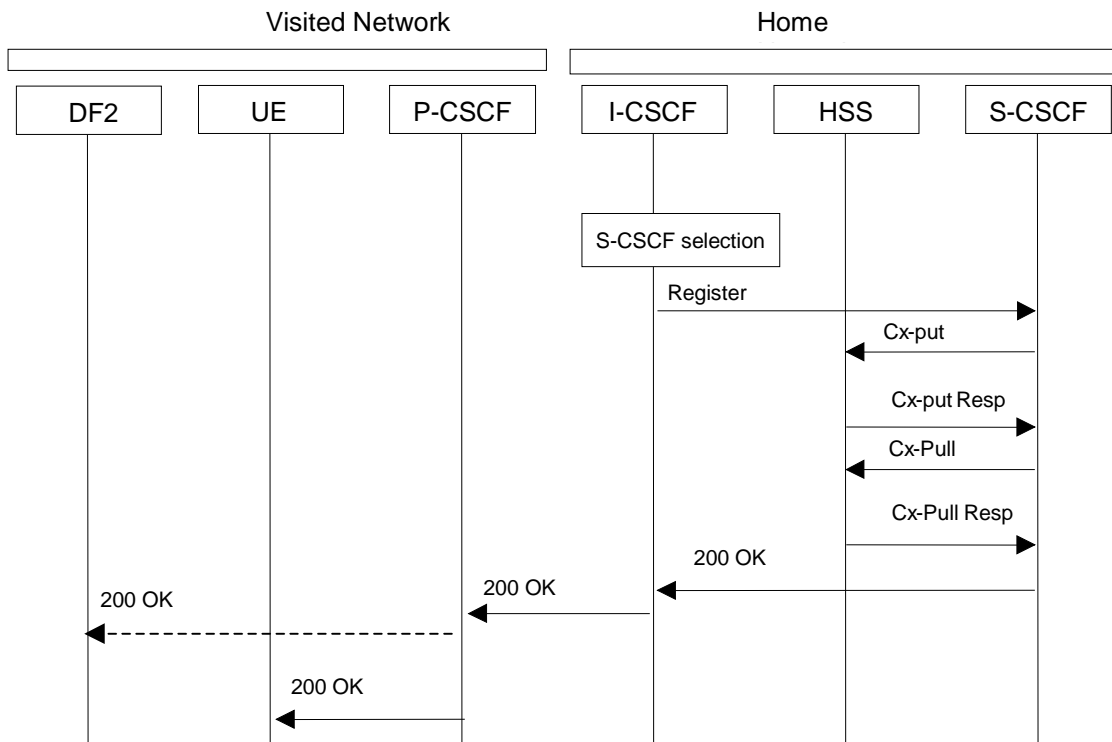 Visited Network
Home
DF2
UE
P-CSCF
I-CSCF
HSS
S-CSCF
S-CSCF selection
Register
Cx-put
Cx-put Resp
Cx-Pull
Cx-Pull Resp
200 OK
200 OK
200 OK
200 OK